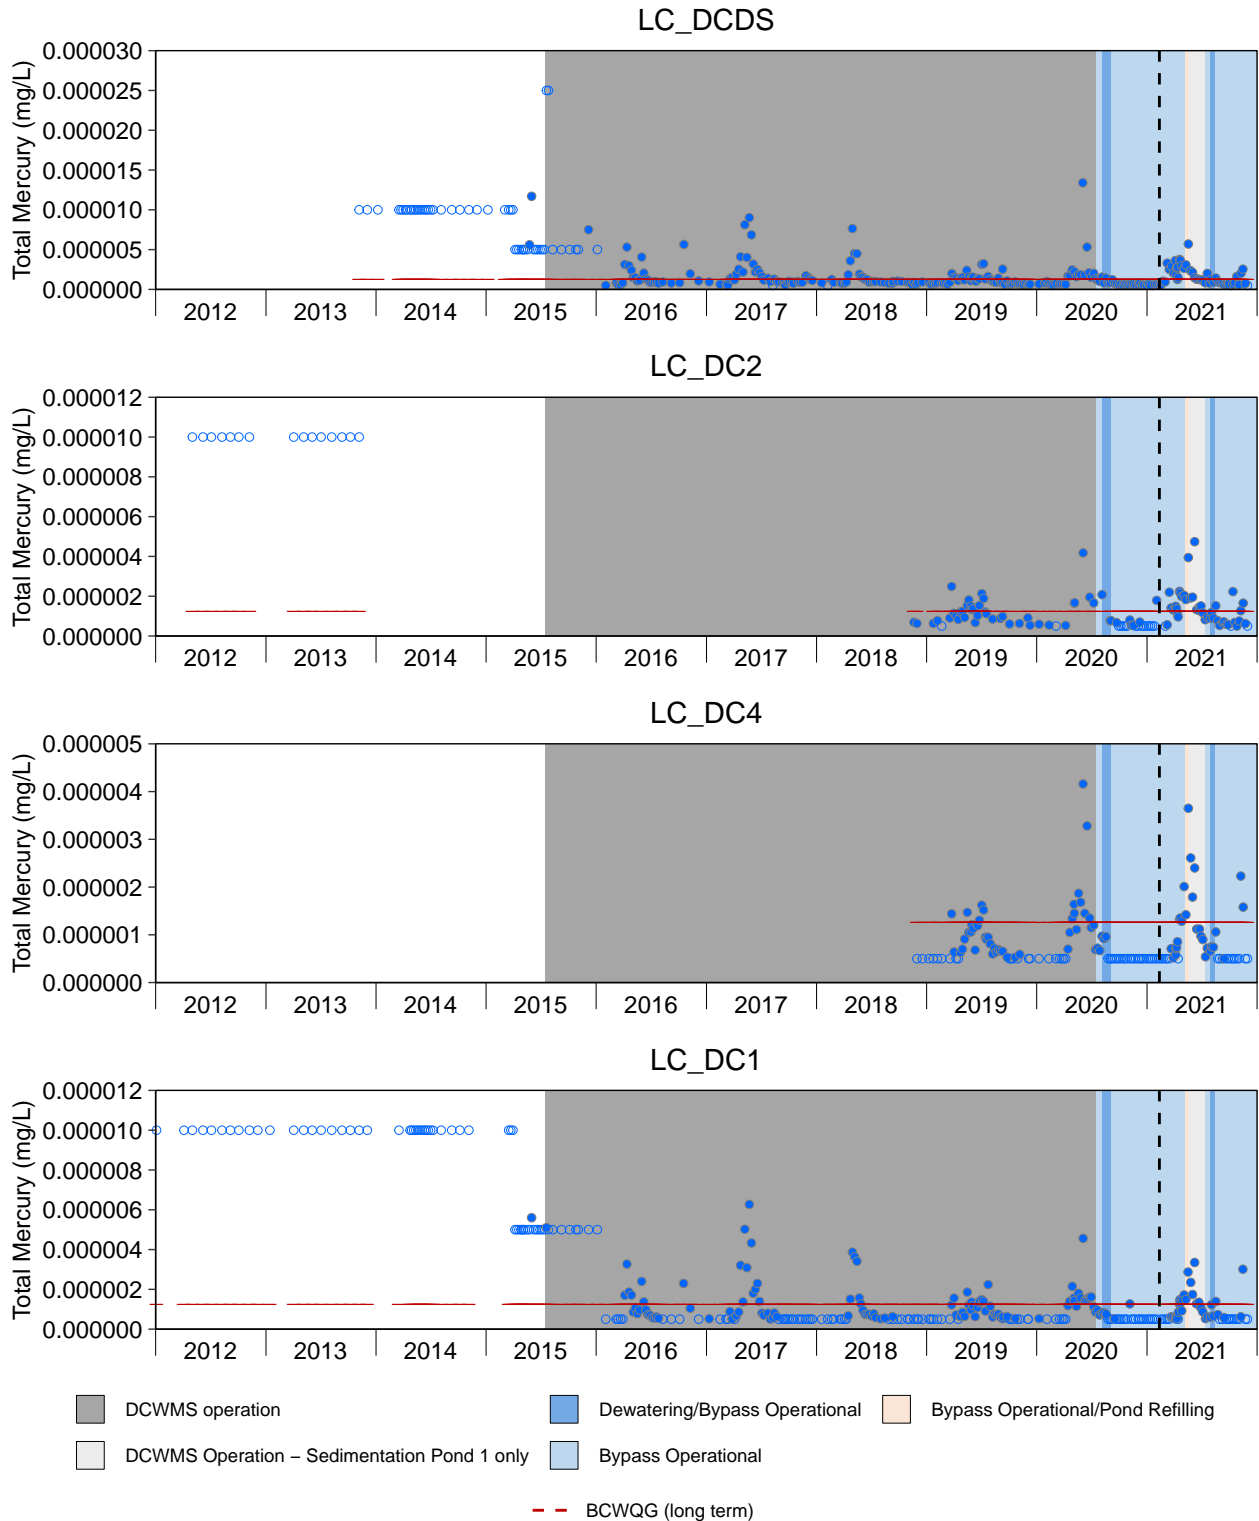 LC_DCDS
Total Mercury (mg/L)
0.000030
0.000025
0.000020
0.000015
0.000010
0.000005
0.000000
2012 2013 2014 2015 2016 2017 2018 2019 2020 2021
LC_DC2
Total Mercury (mg/L)
0.000012
0.000010
0.000008
0.000006
0.000004
0.000002
0.000000
2012 2013 2014 2015 2016 2017 2018 2019 2020 2021
LC_DC4
Total Mercury (mg/L)
0.000005
0.000004
0.000003
0.000002
0.000001
0.000000
2012 2013 2014 2015 2016 2017 2018 2019 2020 2021
LC_DC1
Total Mercury (mg/L)
0.000012
0.000010
0.000008
0.000006
0.000004
0.000002
0.000000
2012 2013 2014 2015 2016 2017 2018 2019 2020 2021
DCWMS operation Dewatering/Bypass Operational Bypass Operational/Pond Refilling
DCWMS Operation – Sedimentation Pond 1 only Bypass Operational
BCWQG (long term)